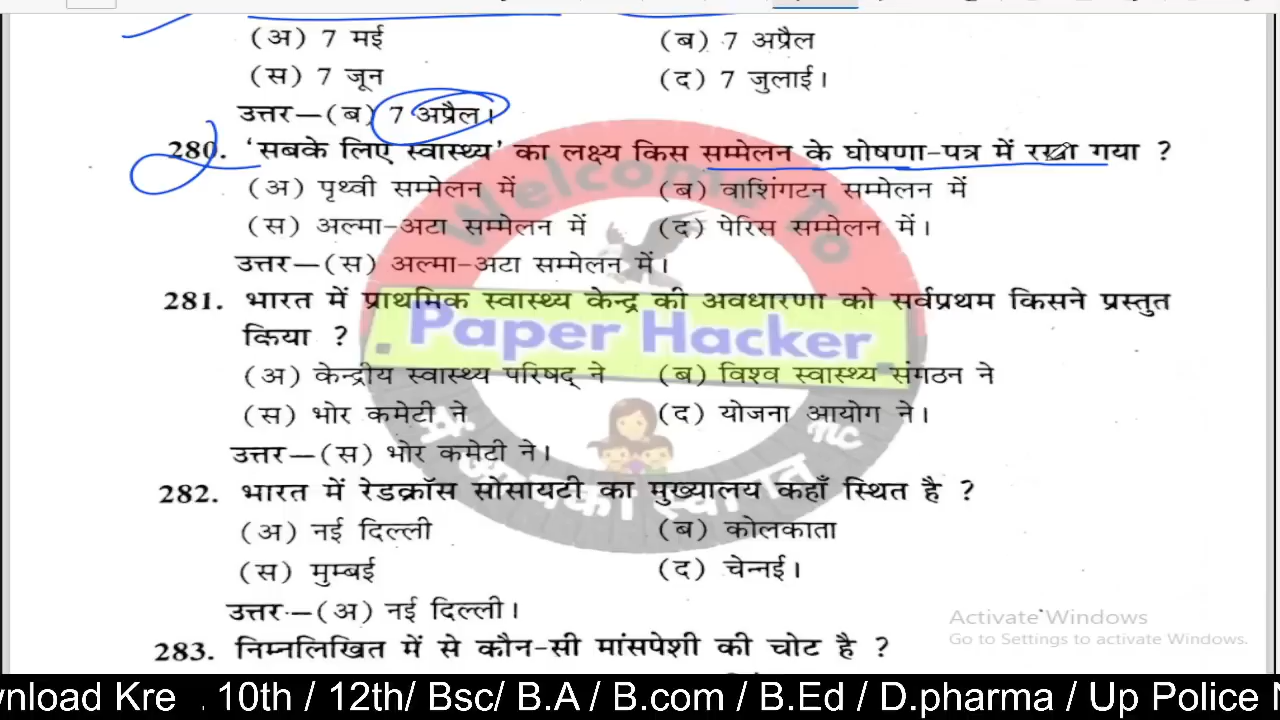 (अ) 7 मई (ब) 7 अप्रैल
(स) 7 जून (द) 7 जुलाई।
उत्तर—(ब) 7 अप्रैल।
280. 'सबके लिए स्वास्थ्य' का लक्ष्य किस सम्मेलन के घोषणा-पत्र में रखा गया ?
(अ) पृथ्वी सम्मेलन में (ब) वाशिंगटन सम्मेलन में
(स) अल्मा-अटा सम्मेलन में (द) पेरिस सम्मेलन में।
उत्तर—(स) अल्मा-अटा सम्मेलन में।
Welcome To
281. भारत में प्राथमिक स्वास्थ्य केन्द्र की अवधारणा को सर्वप्रथम किसने प्रस्तुत
किया ?
Paper Hacker
(अ) केन्द्रीय स्वास्थ्य परिषद् ने (ब) विश्व स्वास्थ्य संगठन ने
(स) भोर कमेटी ने (द) योजना आयोग ने।
उत्तर—(स) भोर कमेटी ने।
में आपका स्वागत
282. भारत में रेडक्रॉस सोसायटी का मुख्यालय कहाँ स्थित है ?
(अ) नई दिल्ली (ब) कोलकाता
(स) मुम्बई (द) चेन्नई।
उत्तर—(अ) नई दिल्ली।
Activate Windows
Go to Settings to activate Windows.
283. निम्नलिखित में से कौन-सी मांसपेशी की चोट है ?
wnload Kre . 10th / 12th/ Bsc/ B.A / B.com / B.Ed / D.pharma / Up Police N